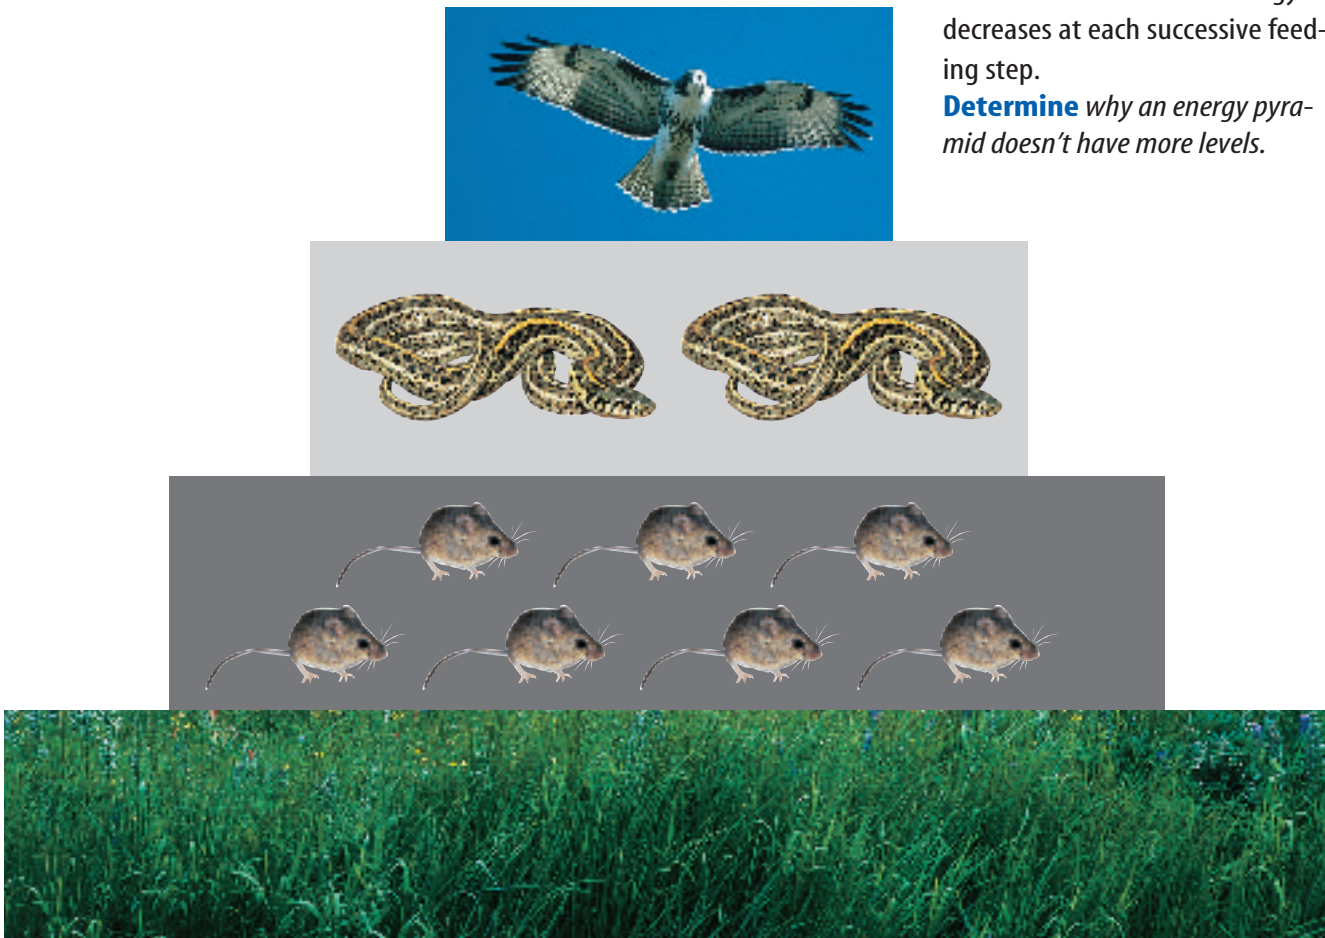 decreases at each successive feed-
ing step.
Determine why an energy pyra-
mid doesn't have more levels.